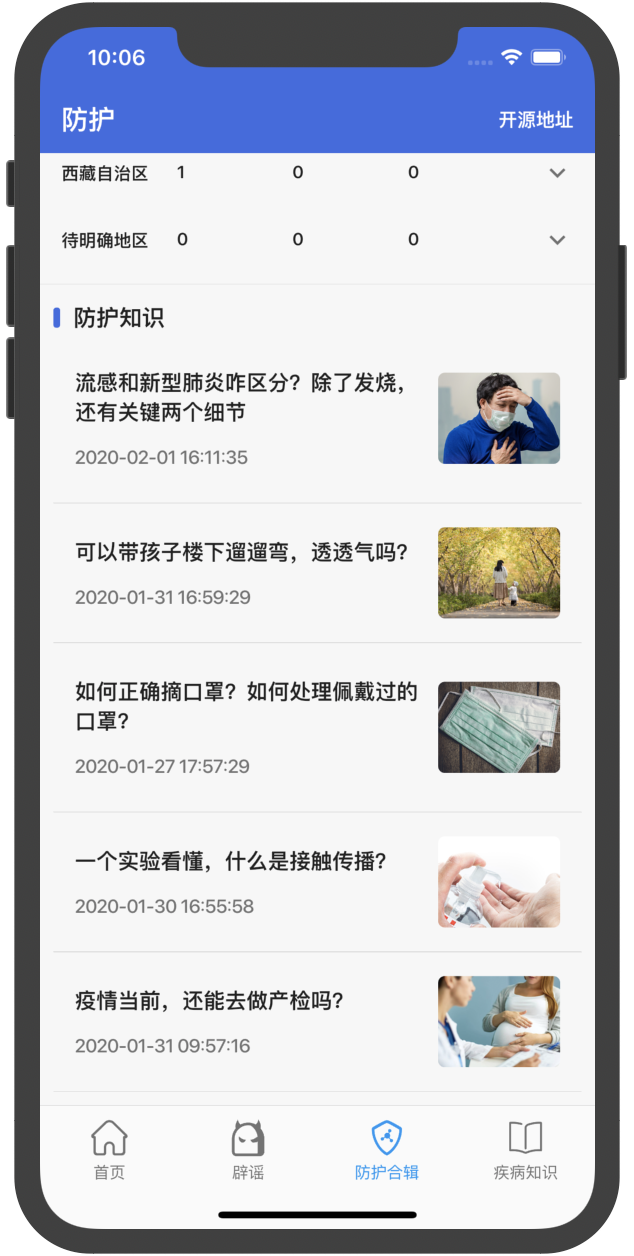 10:06
防护 开源地址
西藏自治区 1 0 0
待明确地区 0 0 0
防护知识
流感和新型肺炎咋区分？除了发烧，
还有关键两个细节
2020-02-01 16:11:35
可以带孩子楼下遛遛弯，透透气吗？
2020-01-31 16:59:29
如何正确摘口罩？如何处理佩戴过的
口罩？
2020-01-27 17:57:29
一个实验看懂，什么是接触传播？
2020-01-30 16:55:58
疫情当前，还能去做产检吗？
2020-01-31 09:57:16
首页 辟谣 防护合辑 疾病知识